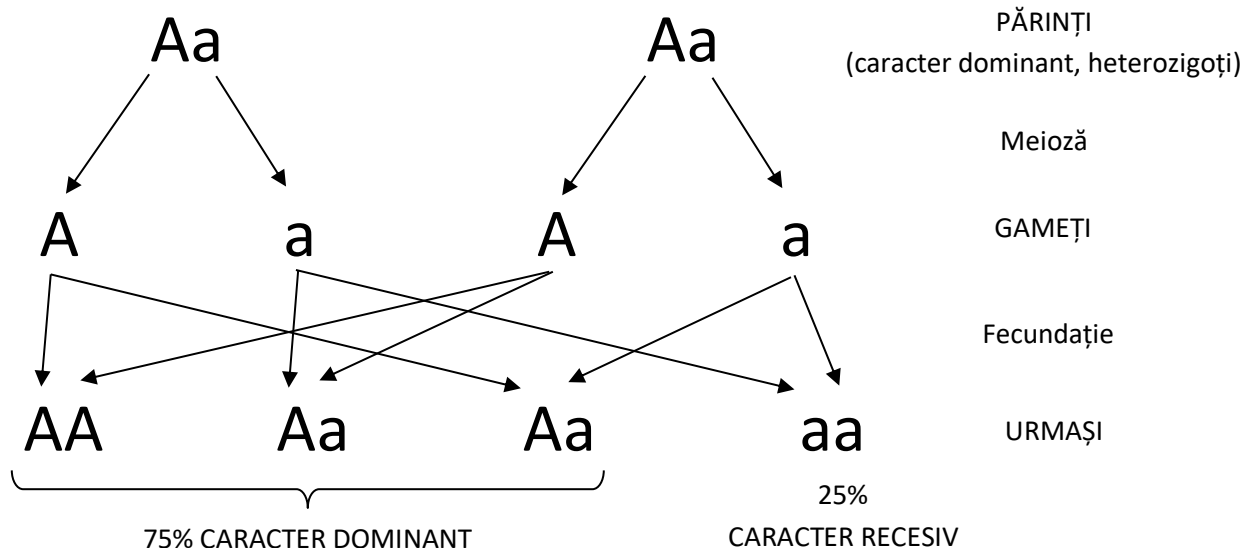 Aa Aa PĂRINȚI
(caracter dominant, heterozigoți)
Meioză
A a A a GAMEȚI
Fecundație
AA Aa Aa aa URMAȘI
25%
75% CARACTER DOMINANT CARACTER RECESIV